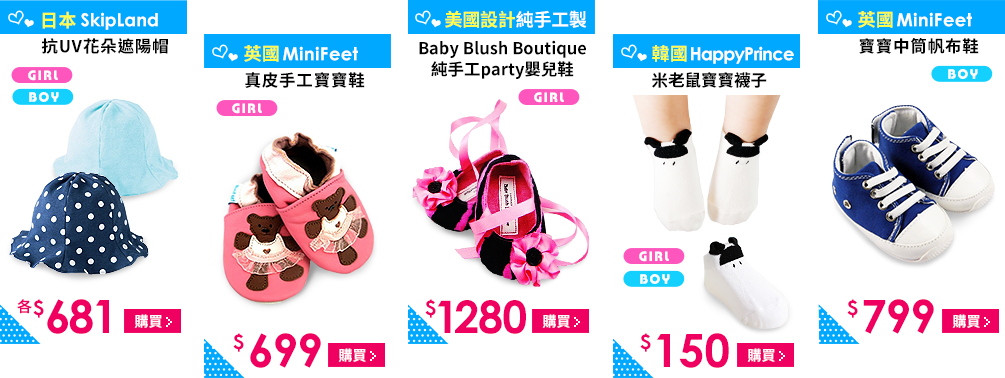 日本 SkipLand
抗UV花朵遮陽帽
GIRL
BOY
各$681
購買
英國 MiniFeet
真皮手工寶寶鞋
GIRL
$699
購買
美國設計純手工製
Baby Blush Boutique
純手工party嬰兒鞋
GIRL
Baby Blush
$1280
購買
韓國 HappyPrince
米老鼠寶寶襪子
GIRL
BOY
$150
購買
英國 MiniFeet
寶寶中筒帆布鞋
BOY
$799
購買